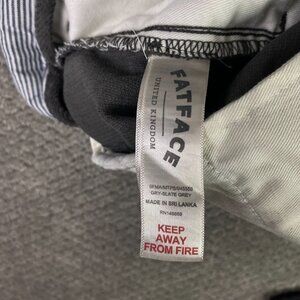 FATFACE
UNITED KINGDOM
GRY-SLATE GREY
MADE IN SRI LANKA
KEEP
AWAY
FROM FIRE